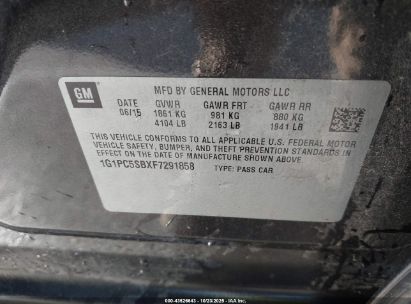 GM
MFD BY GENERAL MOTORS LLC
DATE GVWR GAWR FRT GAWR RR
06/15 1861 KG 981 KG 880 KG
4104 LB 2163 LB 1941 LB
THIS VEHICLE CONFORMS TO ALL APPLICABLE U.S. FEDERAL MOTOR
VEHICLE SAFETY, BUMPER, AND THEFT PREVENTION STANDARDS IN
EFFECT ON THE DATE OF MANUFACTURE SHOWN ABOVE.
1G1PC5SBXF7291858 TYPE: PASS CAR